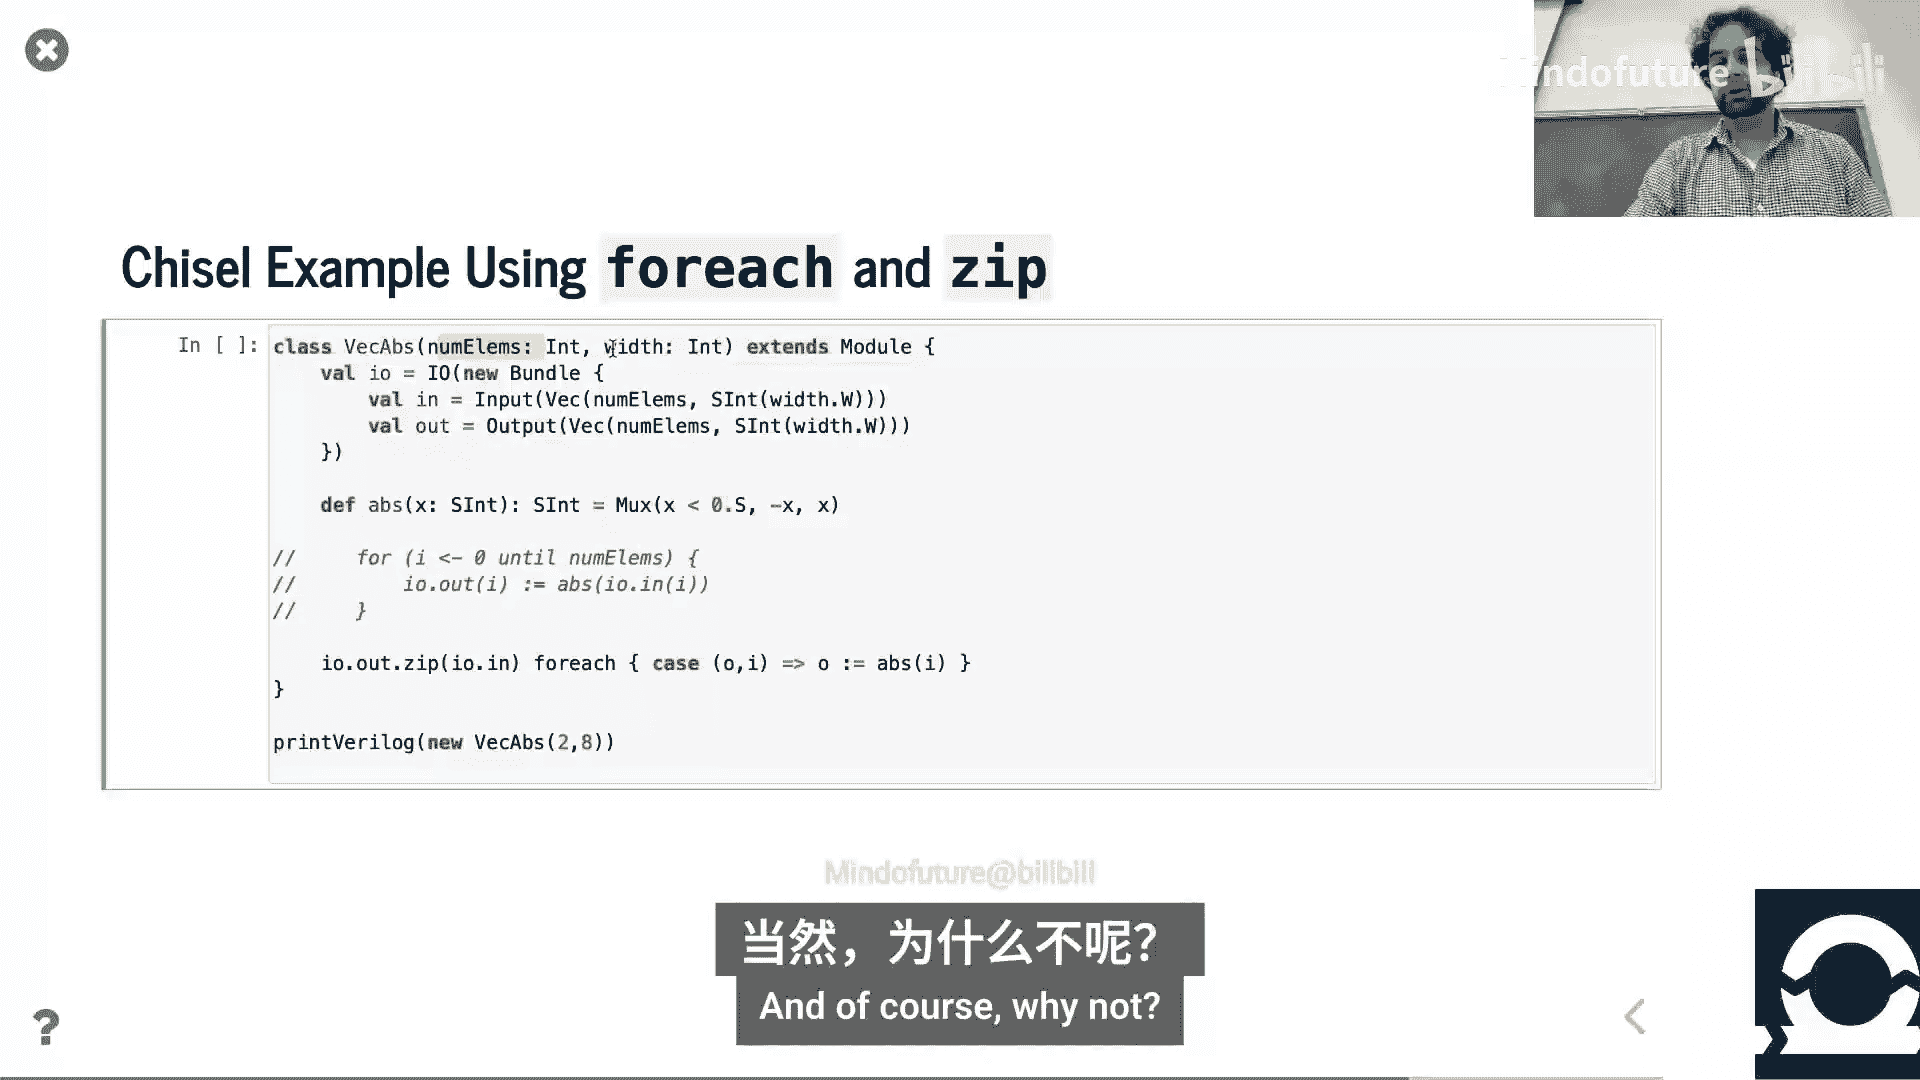 Mindofuture bilibili
Chisel Example Using foreach and zip
In [ ]:
class VecAbs(numElems: Int, width: Int) extends Module {
    val io = IO(new Bundle {
        val in = Input(Vec(numElems, SInt(width.W)))
        val out = Output(Vec(numElems, SInt(width.W)))
    })
    def abs(x: SInt): SInt = Mux(x < 0.S, -x, x)
//     for (i <- 0 until numElems) {
//         io.out(i) := abs(io.in(i))
//     }
    io.out.zip(io.in) foreach { case (o,i) => o := abs(i) }
}
printVerilog(new VecAbs(2,8))
Mindofuture@bilibili
当然，为什么不呢？
And of course, why not?
?